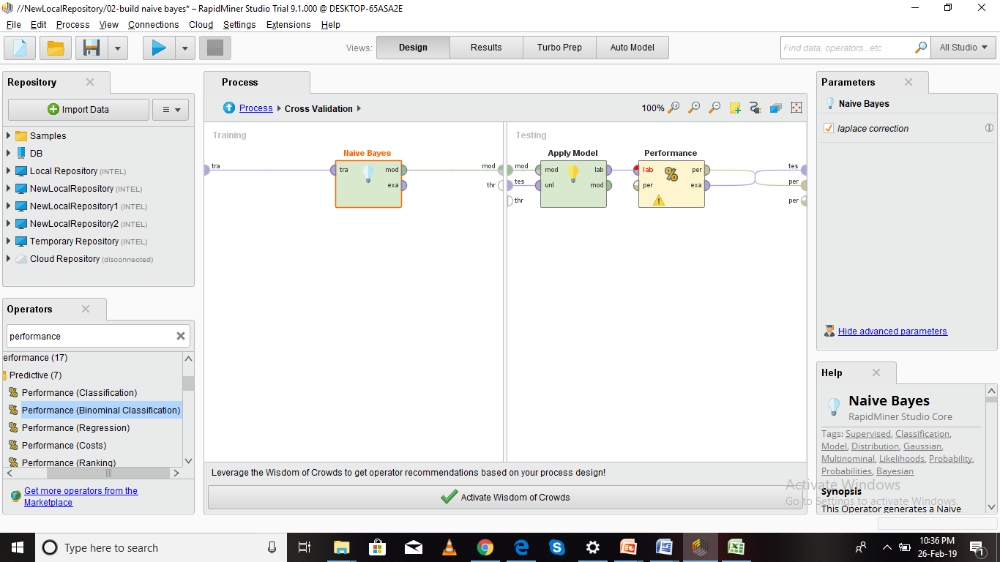 //NewLocalRepository/02-build naive bayes* – RapidMiner Studio Trial 9.1.000 @ DESKTOP-65ASA2E
File Edit Process View Connections Cloud Settings Extensions Help
Views: Design Results Turbo Prep Auto Model Find data, operators...etc All Studio
Repository
Import Data
Samples
DB
Local Repository (INTEL)
NewLocalRepository (INTEL)
NewLocalRepository1 (INTEL)
NewLocalRepository2 (INTEL)
Temporary Repository (INTEL)
Cloud Repository (disconnected)
Operators
performance
erformance (17)
Predictive (7)
Performance (Classification)
Performance (Binominal Classification)
Performance (Regression)
Performance (Costs)
Performance (Ranking)
Get more operators from the
Marketplace
Process
Process Cross Validation
100%
Training
Naive Bayes
tra
tra mod
exa
mod
thr
Testing
Apply Model Performance
mod
tes
thr
mod lab
unl mod
lab per
per exa
%
tes
per
per
Leverage the Wisdom of Crowds to get operator recommendations based on your process design!
Activate Wisdom of Crowds
Parameters
Naive Bayes
laplace correction
Hide advanced parameters
Help
Naive Bayes
RapidMiner Studio Core
Tags: Supervised, Classification,
Model, Distribution, Gaussian,
Multinominal, Likelihoods, Probability,
Probabilities, Bayesian
Synopsis
This Operator generates a Naive
Activate Windows
Go to Settings to activate Windows.
Type here to search
10:36 PM
26-Feb-19
1